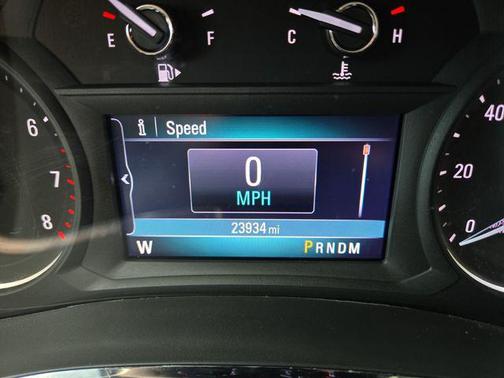 E F
C H
i Speed
6
7
8
0
MPH
23934 mi
W PRNDM
40
20
0